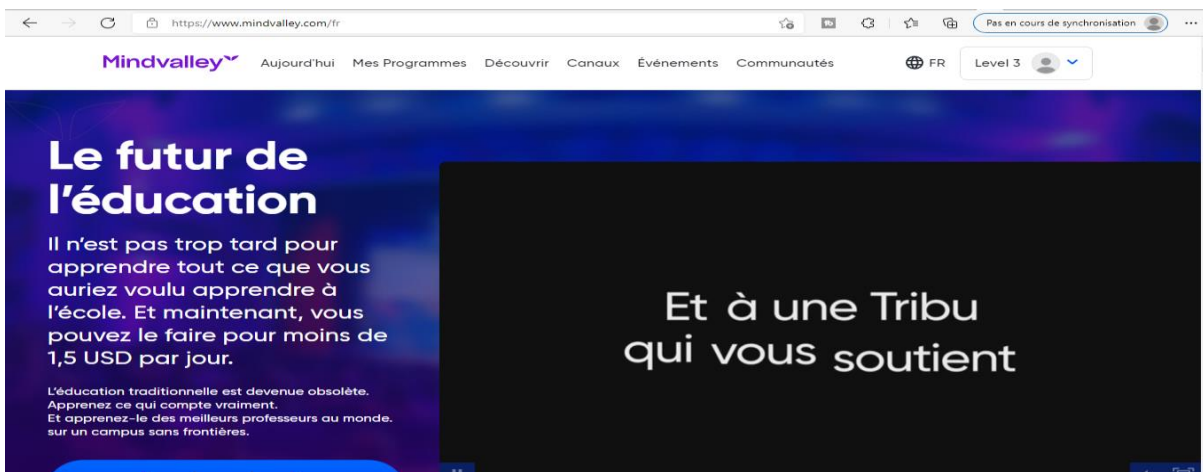 https://www.mindvalley.com/fr
Pas en cours de synchronisation
Mindvalley
Aujourd'hui Mes Programmes Découvrir Canaux Événements Communautés
FR
Level 3
Le futur de
l'éducation
Il n'est pas trop tard pour
apprendre tout ce que vous
auriez voulu apprendre à
l'école. Et maintenant, vous
pouvez le faire pour moins de
1,5 USD par jour.
L'éducation traditionnelle est devenue obsolète.
Apprenez ce qui compte vraiment.
Et apprenez-le des meilleurs professeurs au monde.
sur un campus sans frontières.
Et à une Tribu
qui vous soutient